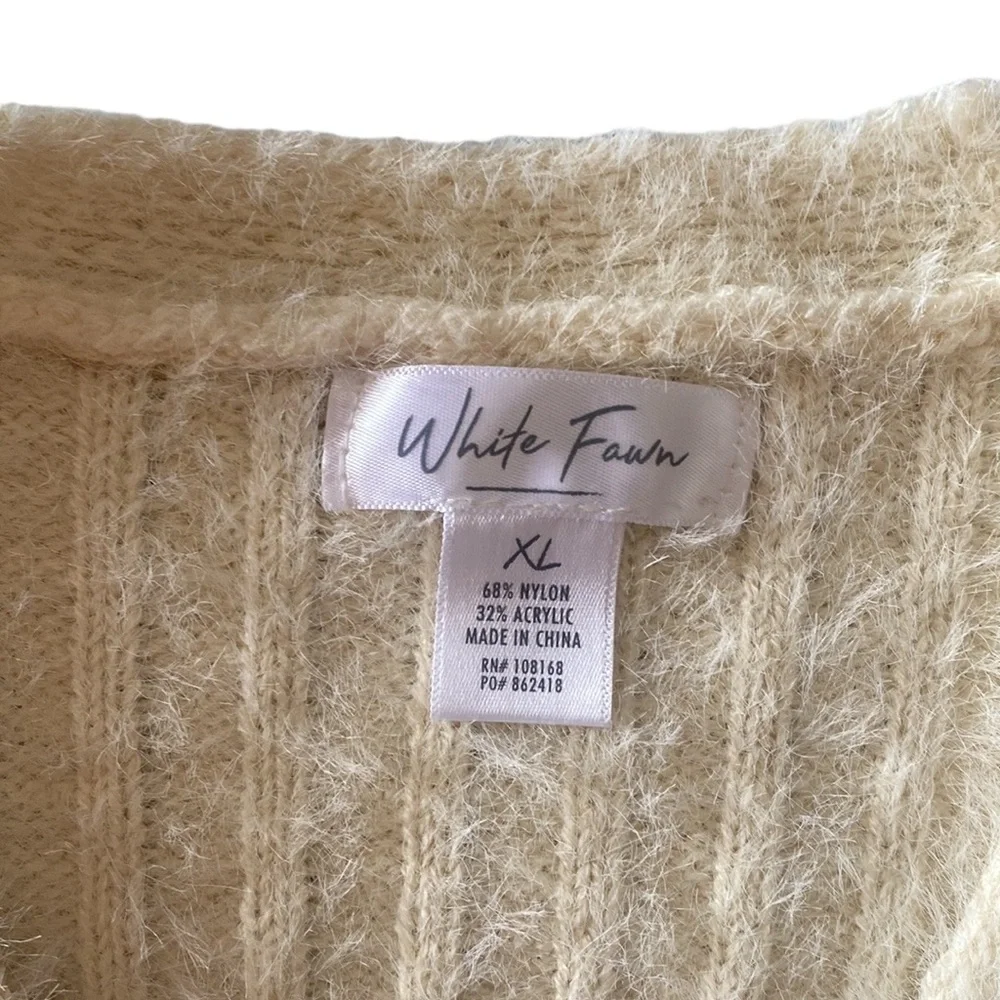 White Fawn
XL
68% NYLON
32% ACRYLIC
MADE IN CHINA
RN# 108168
PO# 862418